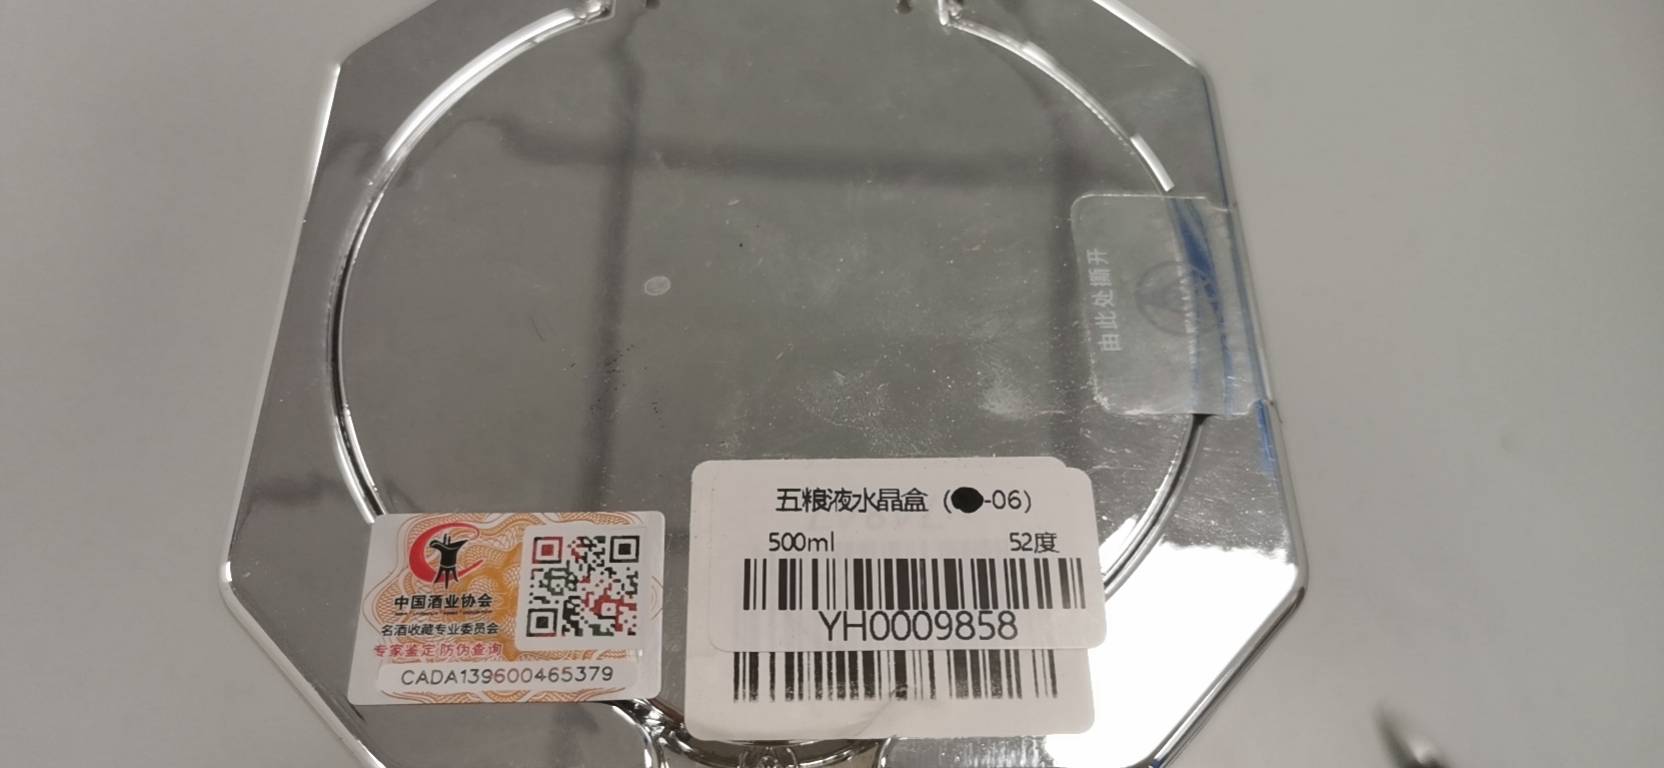 由此处撕开
五粮液水晶盒 (-06)
500ml 52度
YH0009858
中国酒业协会
名酒收藏专业委员会
专家鉴定 防伪查询
CADA139600465379